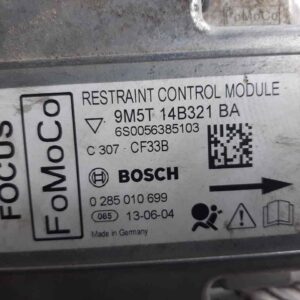 FoMoCo
FOCUS
FoMoCo
RESTRAINT CONTROL MODULE
9M5T 14B321 BA
6S0056385103
C 307 CF33B
BOSCH
0 285 010 699
065 13-06-04
Made in Germany